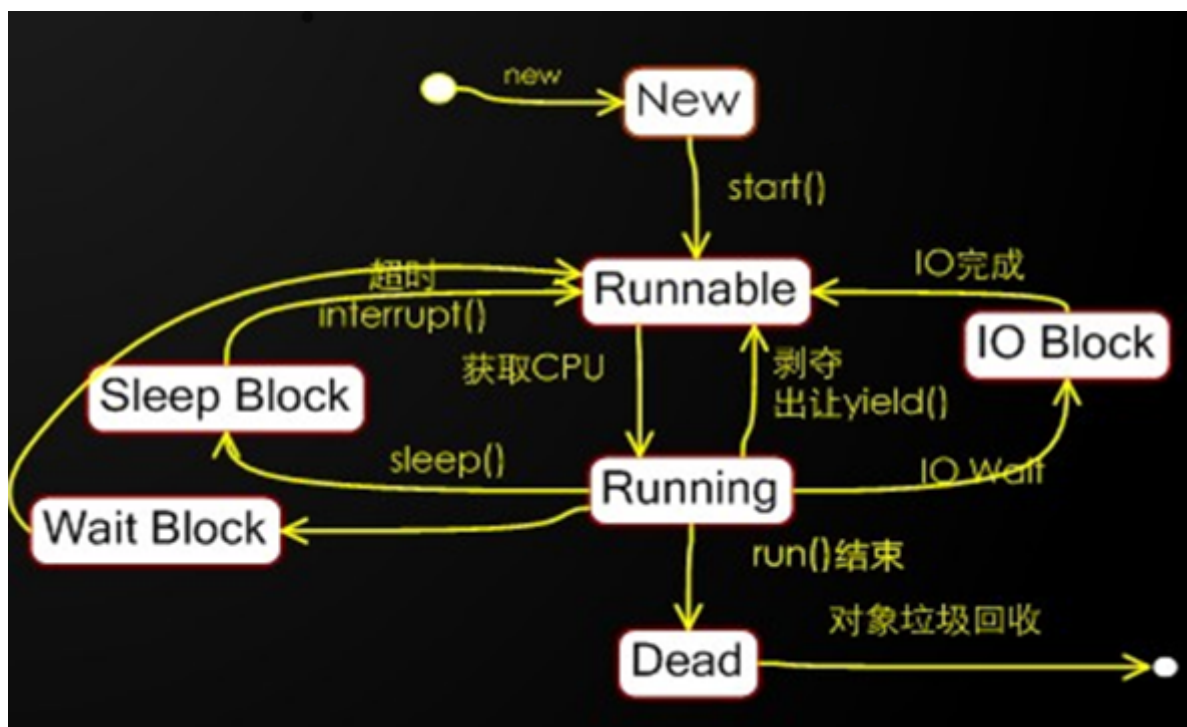 new
New
start()
超时
interrupt()
Runnable
IO完成
IO Block
获取CPU
剥夺
出让yield()
Sleep Block
sleep()
Running
IO Wait
Wait Block
run()结束
Dead
对象垃圾回收